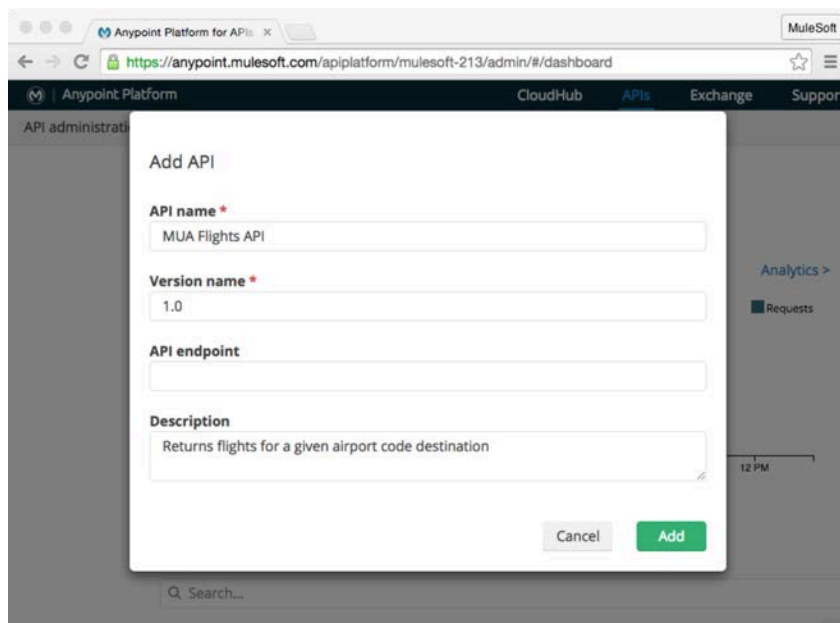 Anypoint Platform for APIs
MuleSoft
https://anypoint.mulesoft.com/apiplatform/mulesoft-213/admin/#/dashboard
Anypoint Platform CloudHub APIs Exchange Suppor
API administrati
Add API
API name *
MUA Flights API
Analytics >
Version name *
1.0
Requests
API endpoint
Description
Returns flights for a given airport code destination
12 PM
Cancel Add
Search...